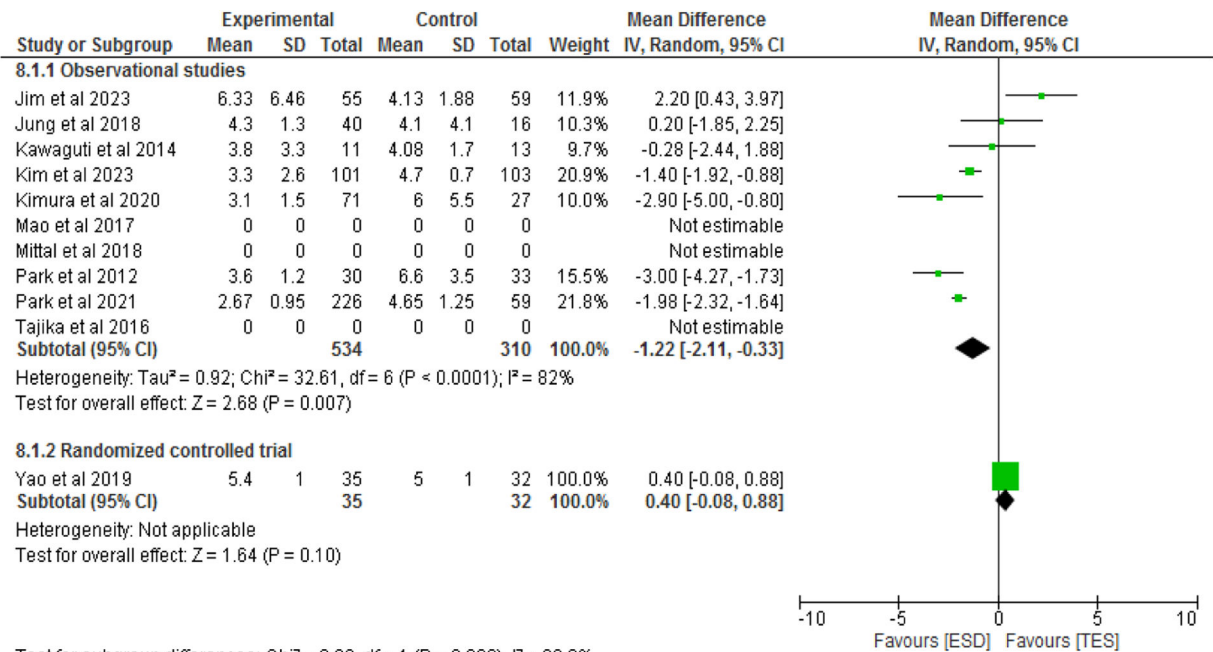 Experimental Control Mean Difference Mean Difference
Study or Subgroup Mean SD Total Mean SD Total Weight IV, Random, 95% CI IV, Random, 95% CI
8.1.1 Observational studies
Jim et al 2023 6.33 6.46 55 4.13 1.88 59 11.9% 2.20 [0.43, 3.97]
Jung et al 2018 4.3 1.3 40 4.1 4.1 16 10.3% 0.20 [-1.85, 2.25]
Kawaguti et al 2014 3.8 3.3 11 4.08 1.7 13 9.7% -0.28 [-2.44, 1.88]
Kim et al 2023 3.3 2.6 101 4.7 0.7 103 20.9% -1.40 [-1.92, -0.88]
Kimura et al 2020 3.1 1.5 71 6 5.5 27 10.0% -2.90 [-5.00, -0.80]
Mao et al 2017 0 0 0 0 0 0 Not estimable
Mittal et al 2018 0 0 0 0 0 0 Not estimable
Park et al 2012 3.6 1.2 30 6.6 3.5 33 15.5% -3.00 [-4.27, -1.73]
Park et al 2021 2.67 0.95 226 4.65 1.25 59 21.8% -1.98 [-2.32, -1.64]
Tajika et al 2016 0 0 0 0 0 0 Not estimable
Subtotal (95% CI) 534 310 100.0% -1.22 [-2.11, -0.33]
Heterogeneity: Tau² = 0.92; Chi² = 32.61, df = 6 (P < 0.0001); I² = 82%
Test for overall effect: Z = 2.68 (P = 0.007)
8.1.2 Randomized controlled trial
Yao et al 2019 5.4 1 35 5 1 32 100.0% 0.40 [-0.08, 0.88]
Subtotal (95% CI) 35 32 100.0% 0.40 [-0.08, 0.88]
Heterogeneity: Not applicable
Test for overall effect: Z = 1.64 (P = 0.10)
-10 -5 0 5 10
Favours [ESD] Favours [TES]